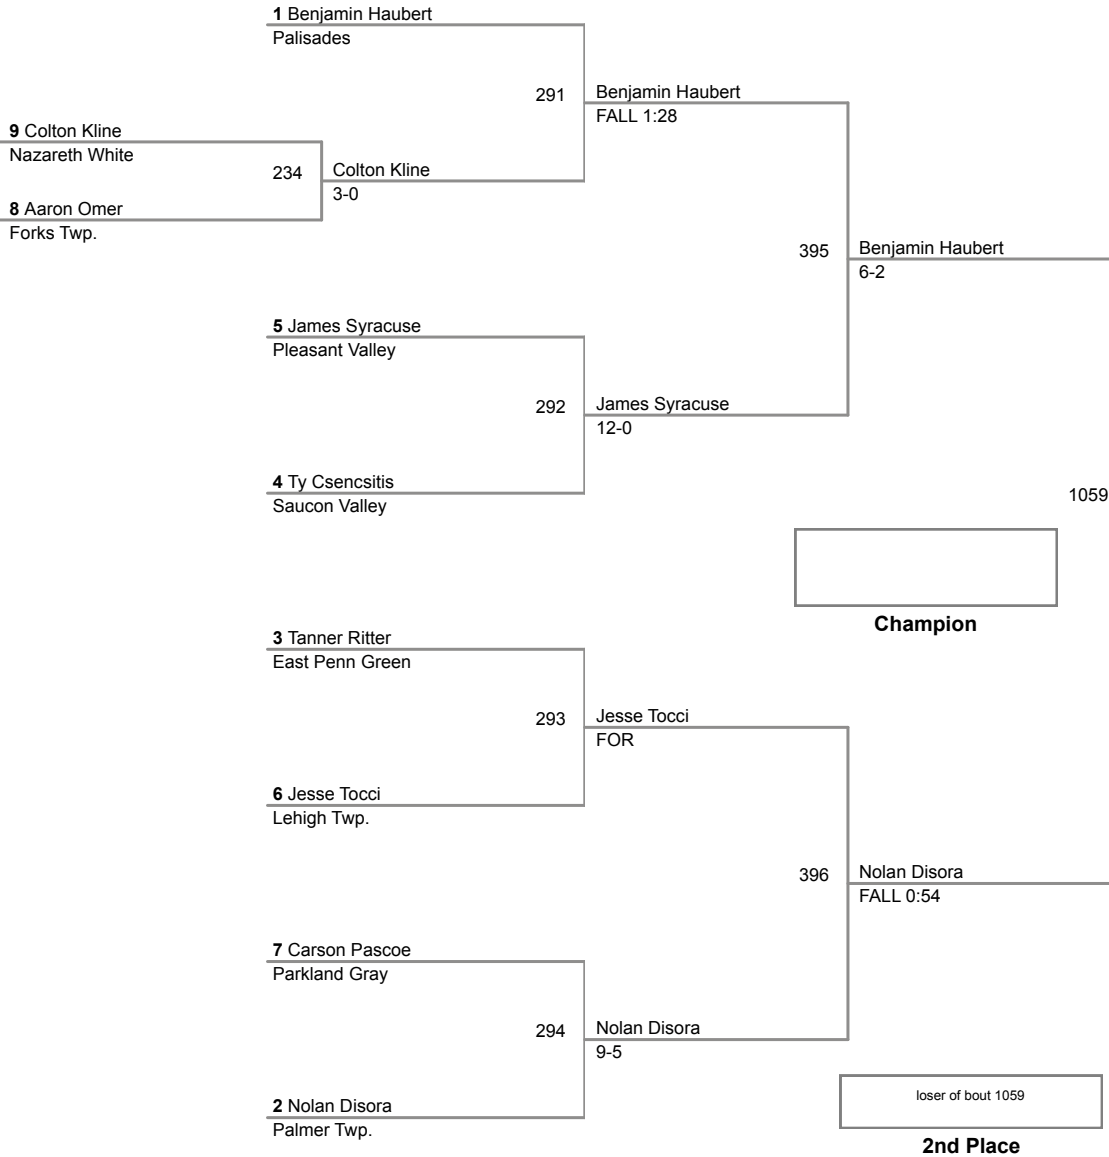 1 Benjamin Haubert
Palisades
291
Benjamin Haubert
FALL 1:28
9 Colton Kline
Nazareth White
234
Colton Kline
3-0
8 Aaron Omer
Forks Twp.
395
Benjamin Haubert
6-2
5 James Syracuse
Pleasant Valley
292
James Syracuse
12-0
4 Ty Csencsitis
Saucon Valley
1059
Champion
3 Tanner Ritter
East Penn Green
293
Jesse Tocci
FOR
6 Jesse Tocci
Lehigh Twp.
396
Nolan Disora
FALL 0:54
7 Carson Pascoe
Parkland Gray
294
Nolan Disora
9-5
2 Nolan Disora
Palmer Twp.
loser of bout 1059
2nd Place